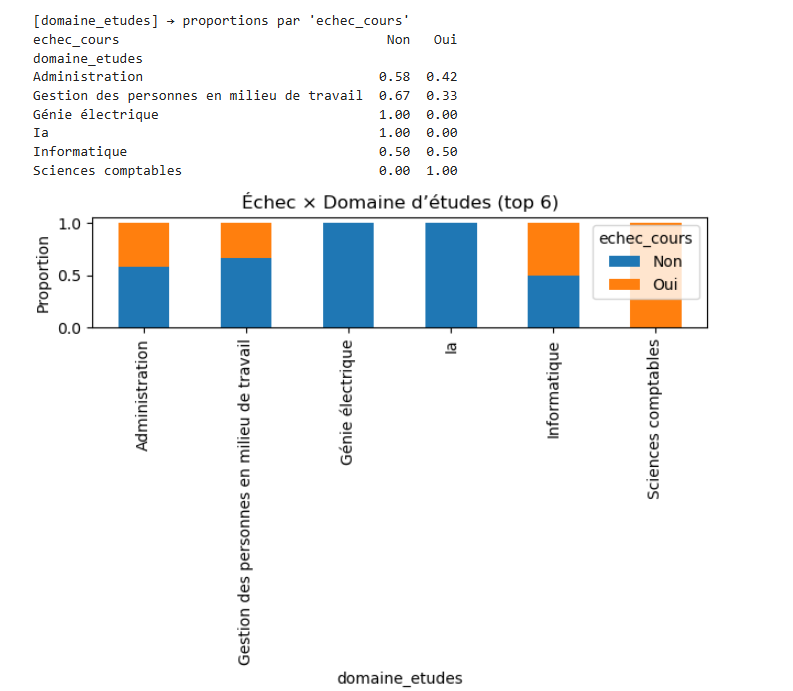 [domaine_etudes] → proportions par 'echec_cours'
echec_cours Non Oui
domaine_etudes
Administration 0.58 0.42
Gestion des personnes en milieu de travail 0.67 0.33
Génie électrique 1.00 0.00
Ia 1.00 0.00
Informatique 0.50 0.50
Sciences comptables 0.00 1.00
Échec × Domaine d’études (top 6)
Proportion
1.0
0.5
0.0
echec_cours
Non
Oui
Administration
Gestion des personnes en milieu de travail
Génie électrique
Ia
Informatique
Sciences comptables
domaine_etudes